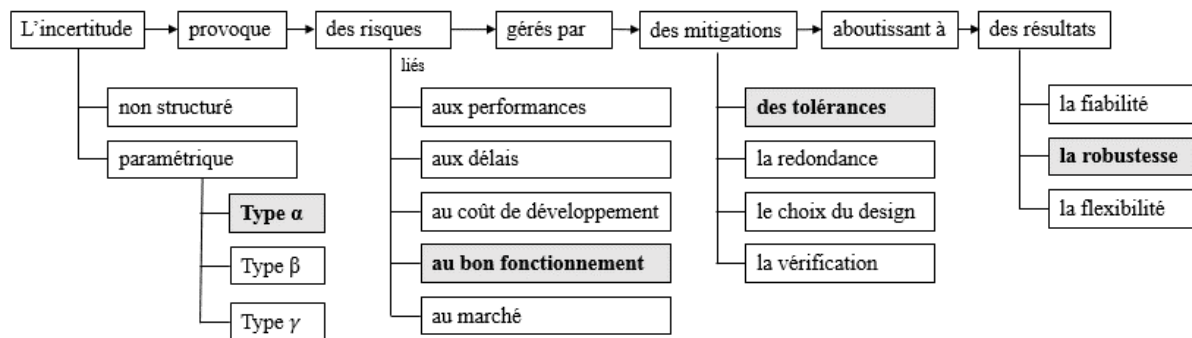 L'incertitude
provoque
des risques
gérés par
des mitigations
aboutissant à
des résultats
non structuré
paramétrique
Type α
Type β
Type γ
liés
aux performances
aux délais
au coût de développement
au bon fonctionnement
au marché
des tolérances
la redondance
le choix du design
la vérification
la fiabilité
la robustesse
la flexibilité